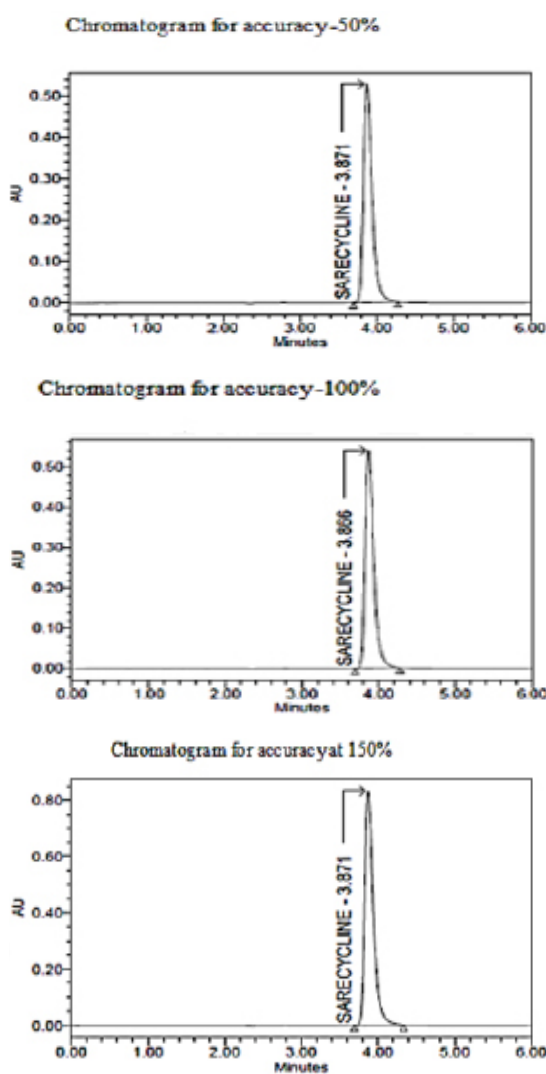 Chromatogram for accuracy-50%
0.50
0.40
0.30
0.20
0.10
0.00
AU
SARECYCLINE - 3.871
0.00 1.00 2.00 3.00 4.00 5.00 6.00
Minutes
Chromatogram for accuracy-100%
0.50
0.40
0.30
0.20
0.10
0.00
AU
SARECYCLINE - 3.866
0.00 1.00 2.00 3.00 4.00 5.00 6.00
Minutes
Chromatogram for accuracyat 150%
0.80
0.60
0.40
0.20
0.00
AU
SARECYCLINE - 3.871
0.00 1.00 2.00 3.00 4.00 5.00 6.00
Minutes